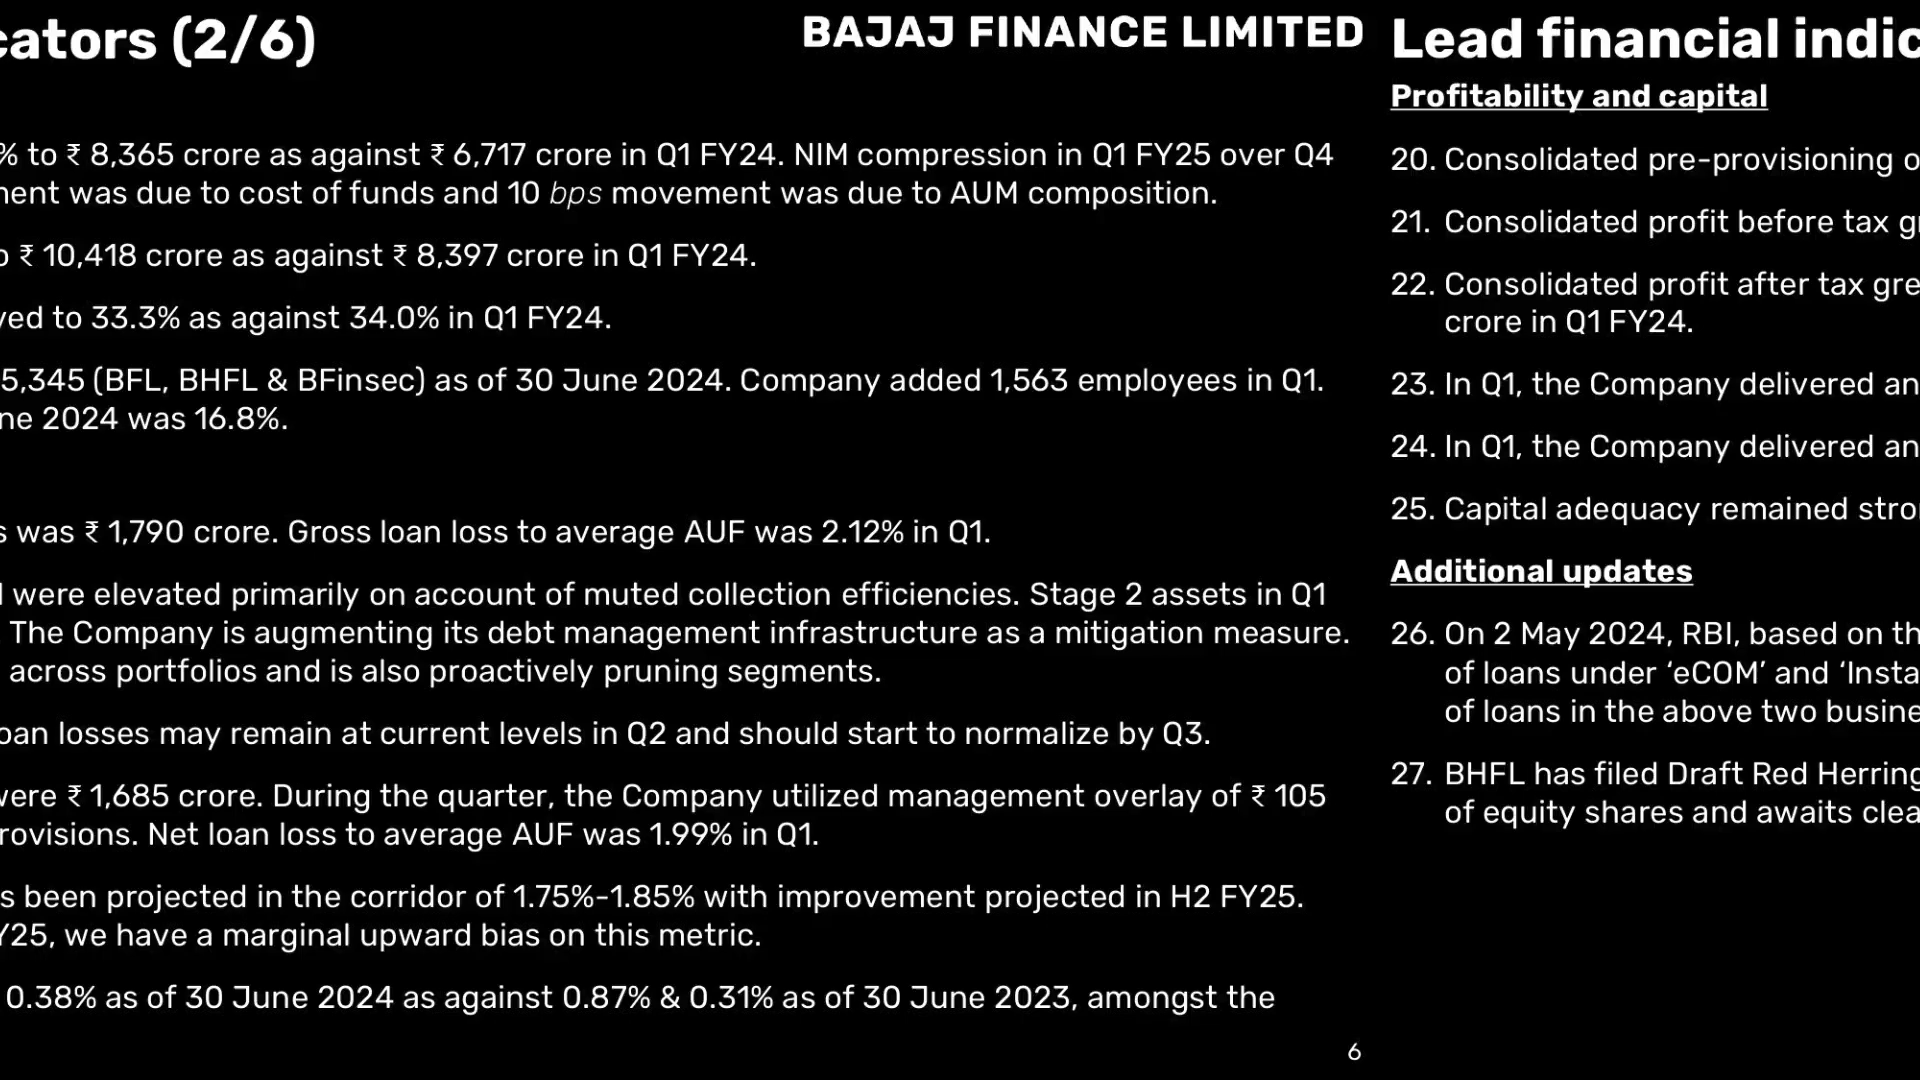 cators (2/6)
BAJAJ FINANCE LIMITED
% to ₹ 8,365 crore as against ₹ 6,717 crore in Q1 FY24. NIM compression in Q1 FY25 over Q4
ent was due to cost of funds and 10 bps movement was due to AUM composition.
₹ 10,418 crore as against ₹ 8,397 crore in Q1 FY24.
ved to 33.3% as against 34.0% in Q1 FY24.
5,345 (BFL, BHFL & BFinsec) as of 30 June 2024. Company added 1,563 employees in Q1.
ne 2024 was 16.8%.
s was ₹ 1,790 crore. Gross loan loss to average AUF was 2.12% in Q1.
were elevated primarily on account of muted collection efficiencies. Stage 2 assets in Q1
The Company is augmenting its debt management infrastructure as a mitigation measure.
across portfolios and is also proactively pruning segments.
oan losses may remain at current levels in Q2 and should start to normalize by Q3.
were ₹ 1,685 crore. During the quarter, the Company utilized management overlay of ₹ 105
rovisions. Net loan loss to average AUF was 1.99% in Q1.
s been projected in the corridor of 1.75%-1.85% with improvement projected in H2 FY25.
Y25, we have a marginal upward bias on this metric.
0.38% as of 30 June 2024 as against 0.87% & 0.31% as of 30 June 2023, amongst the
6
Lead financial indic
Profitability and capital
20. Consolidated pre-provisioning o
21. Consolidated profit before tax g
22. Consolidated profit after tax gre
crore in Q1 FY24.
23. In Q1, the Company delivered an
24. In Q1, the Company delivered an
25. Capital adequacy remained stro
Additional updates
26. On 2 May 2024, RBI, based on th
of loans under ‘eCOM’ and ‘Insta
of loans in the above two busine
27. BHFL has filed Draft Red Herring
of equity shares and awaits clea